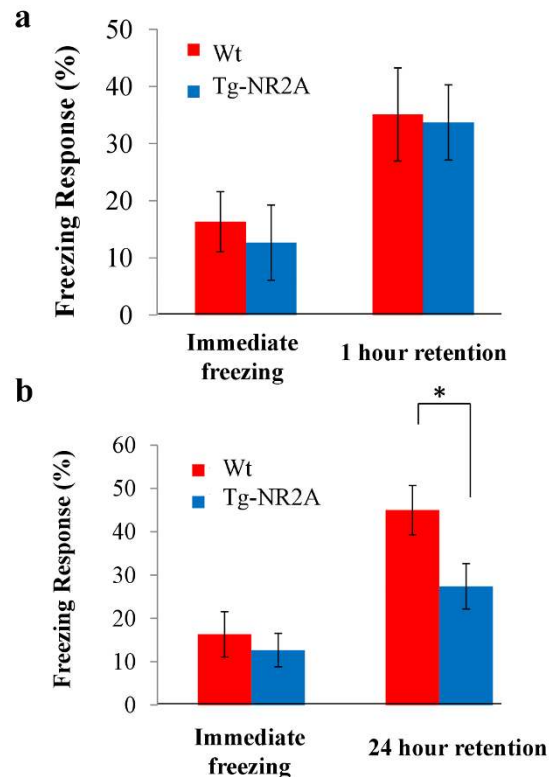 a
Freezing Response (%)
50
40
30
20
10
0
Wt
Tg-NR2A
Immediate
freezing
1 hour retention
b
Freezing Response (%)
60
50
40
30
20
10
0
Wt
Tg-NR2A
*
Immediate
freezing
24 hour retention